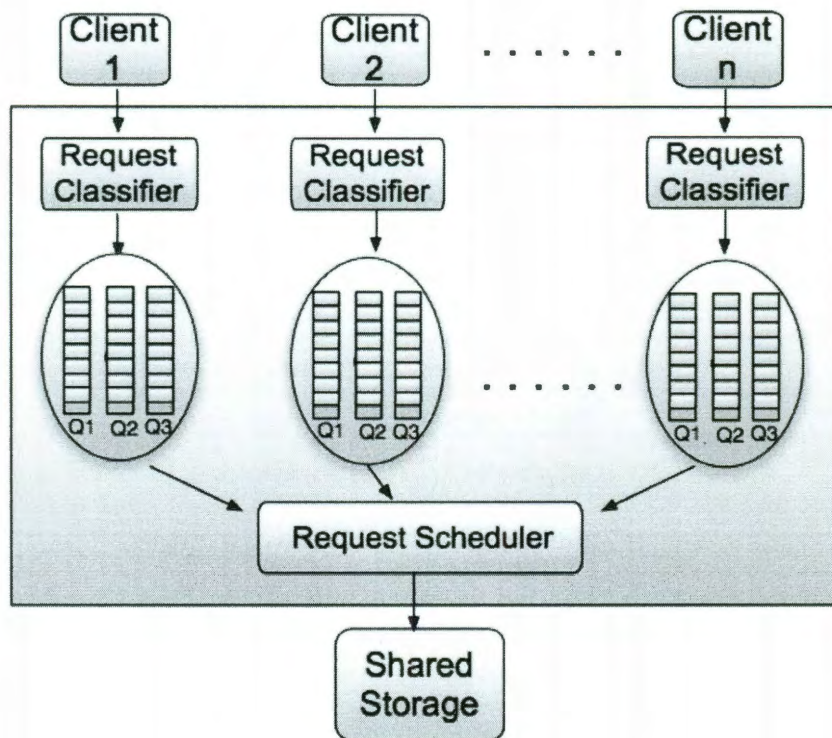 Client
1
Client
2
Client
n
Request
Classifier
Request
Classifier
Request
Classifier
Q1 Q2 Q3
Q1 Q2 Q3
Q1 Q2 Q3
Request Scheduler
Shared
Storage